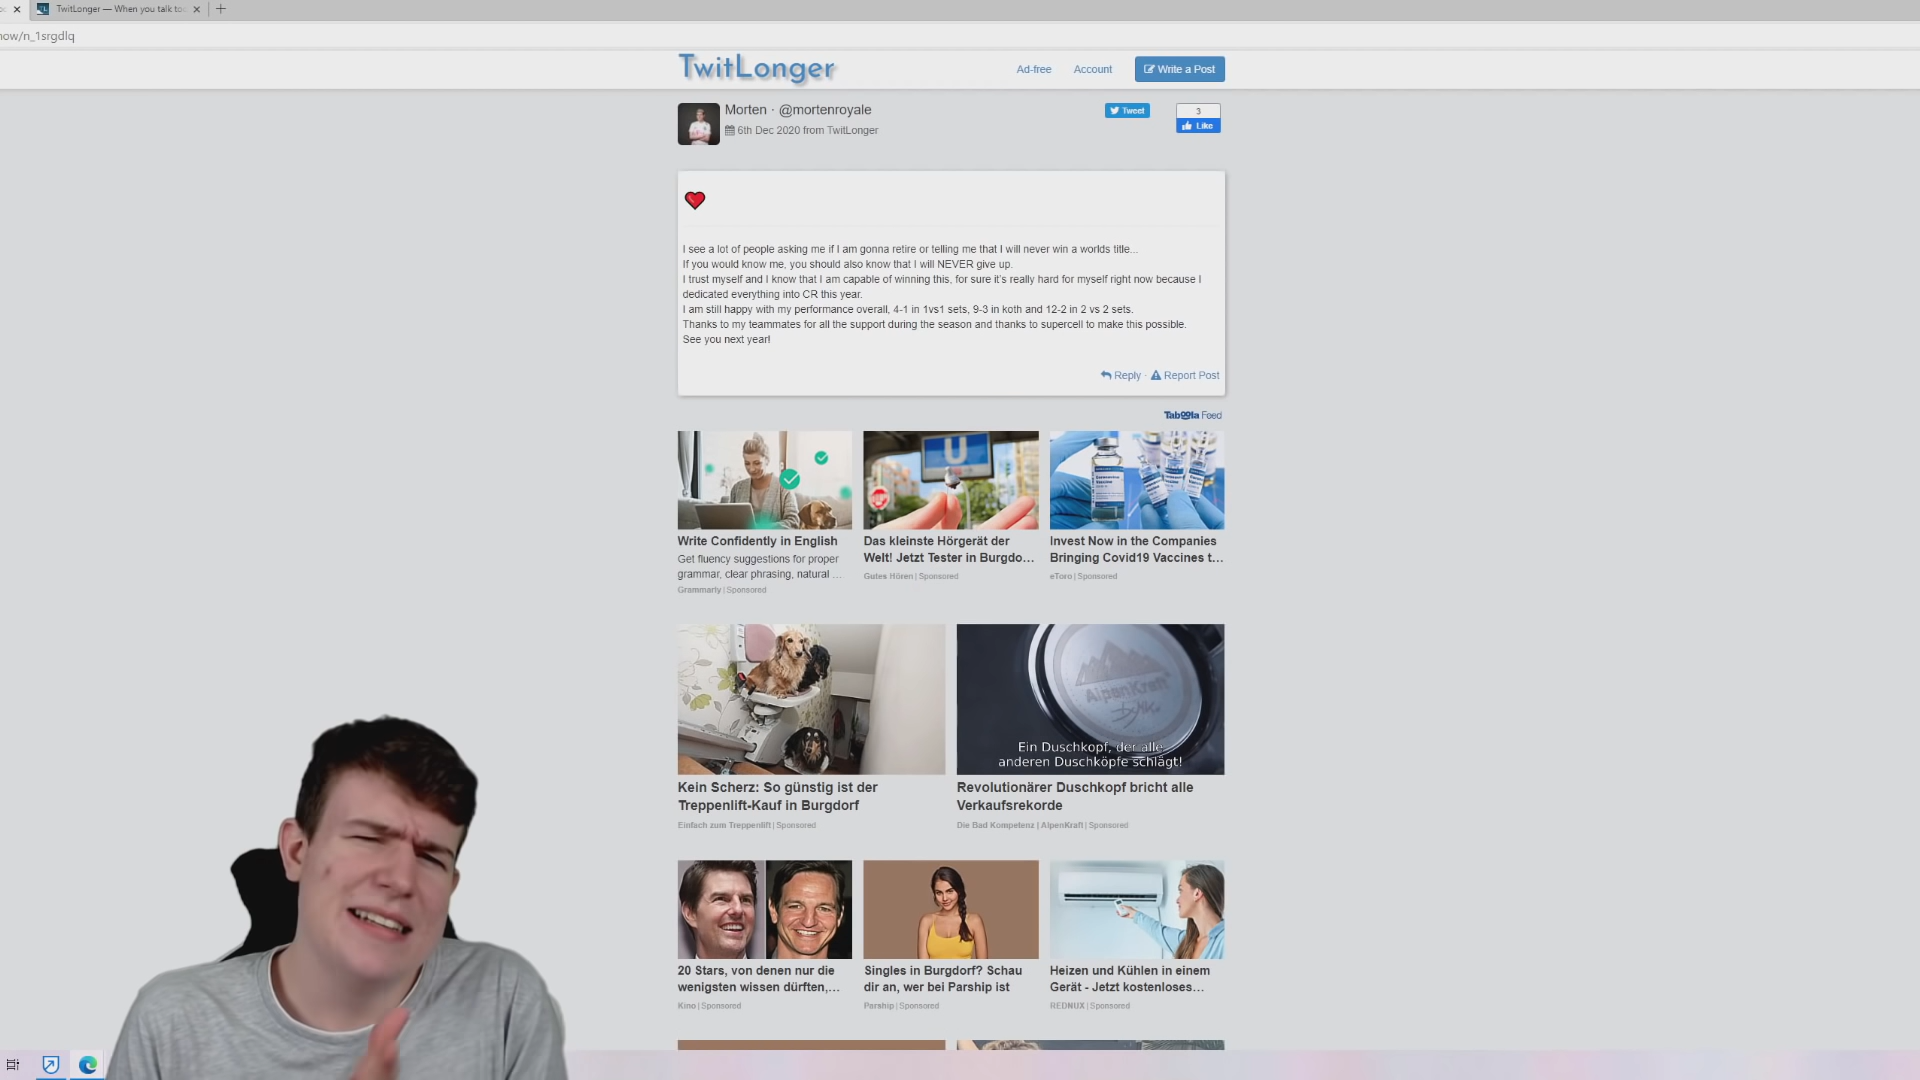 TwitLonger — When you talk too
now/n_1srgdlq
TwitLonger
Ad-free
Account
Write a Post
Morten · @mortenroyale
6th Dec 2020 from TwitLonger
Tweet
3
Like
I see a lot of people asking me if I am gonna retire or telling me that I will never win a worlds title...
If you would know me, you should also know that I will NEVER give up.
I trust myself and I know that I am capable of winning this, for sure it's really hard for myself right now because I
dedicated everything into CR this year.
I am still happy with my performance overall, 4-1 in 1vs1 sets, 9-3 in koth and 12-2 in 2 vs 2 sets.
Thanks to my teammates for all the support during the season and thanks to supercell to make this possible.
See you next year!
Reply · Report Post
Taboola Feed
U
Write Confidently in English
Get fluency suggestions for proper
grammar, clear phrasing, natural ...
Grammarly | Sponsored
Das kleinste Hörgerät der
Welt! Jetzt Tester in Burgdo...
Gutes Hören | Sponsored
Invest Now in the Companies
Bringing Covid19 Vaccines t...
eToro | Sponsored
AlpenKraft
Ein Duschkopf, der alle
anderen Duschköpfe schlägt!
Kein Scherz: So günstig ist der
Treppenlift-Kauf in Burgdorf
Einfach zum Treppenlift | Sponsored
Revolutionärer Duschkopf bricht alle
Verkaufsrekorde
Die Bad Kompetenz | AlpenKraft | Sponsored
20 Stars, von denen nur die
wenigsten wissen dürften,...
Kino | Sponsored
Singles in Burgdorf? Schau
dir an, wer bei Parship ist
Parship | Sponsored
Heizen und Kühlen in einem
Gerät - Jetzt kostenloses...
REDNUX | Sponsored